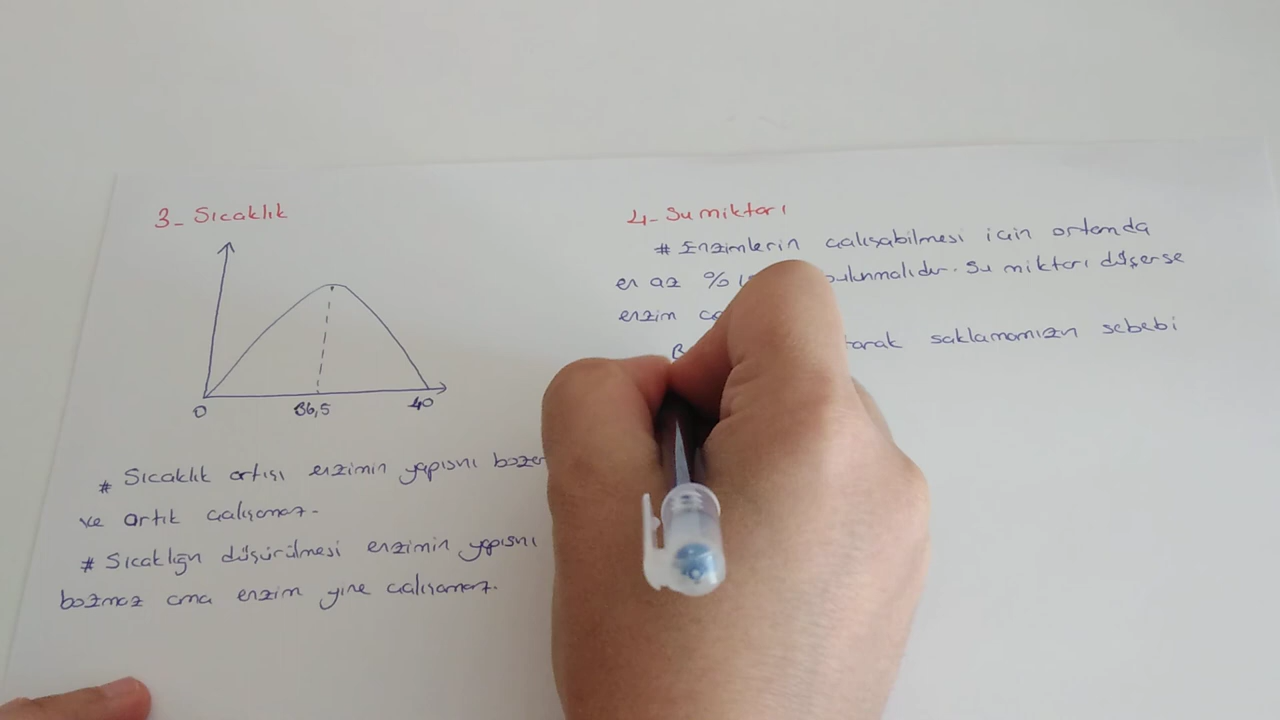 3_ Sıcaklık
0 36,5 40
# Sıcaklık artışı enzimin yapısını bozar
ve artık çalışamaz.
# Sıcaklığın düşürülmesi enzimin yapısını
bozmaz ama enzim yine çalışamaz.
4_ Su miktarı
# Enzimlerin çalışabilmesi için ortamda
en az % bulunmalıdır. Su miktarı düşerse
enzim
saklamamızın sebebi